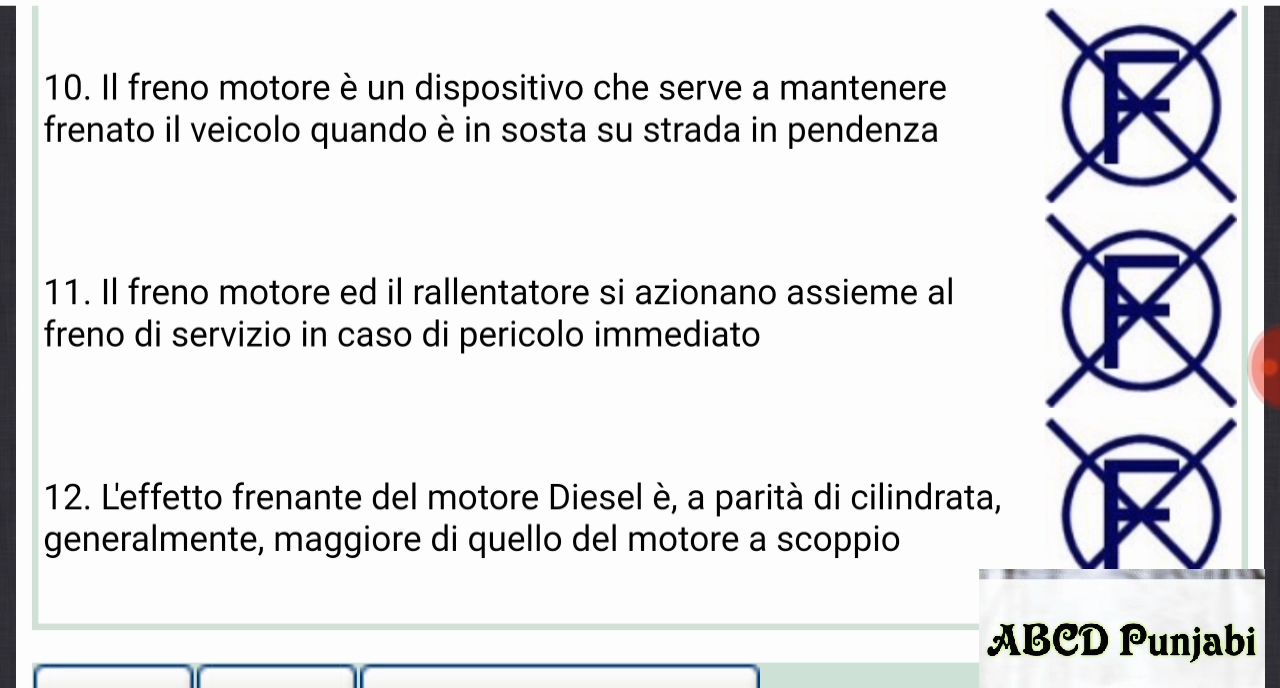 10. Il freno motore è un dispositivo che serve a mantenere
frenato il veicolo quando è in sosta su strada in pendenza
F
11. Il freno motore ed il rallentatore si azionano assieme al
freno di servizio in caso di pericolo immediato
F
12. L'effetto frenante del motore Diesel è, a parità di cilindrata,
generalmente, maggiore di quello del motore a scoppio
F
ABCD Punjabi